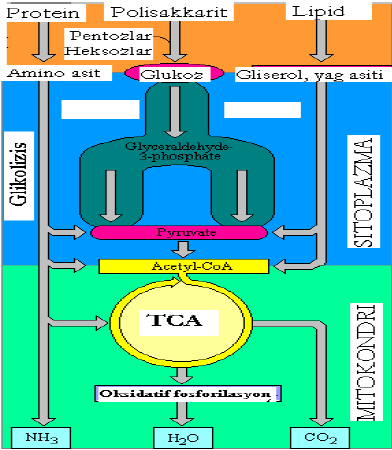 Protein Polisakkarit Lipid
Pentozlar
Heksozlar
Amino asit Glukoz Gliserol, yag asiti
Glyceraldehyde-
3-phosphate
Glikolizis
SITOPLAZMA
Pyruvate
Acetyl-CoA
TCA
MITOKONDRI
Oksidatif fosforilasyon
NH3 H2O CO2